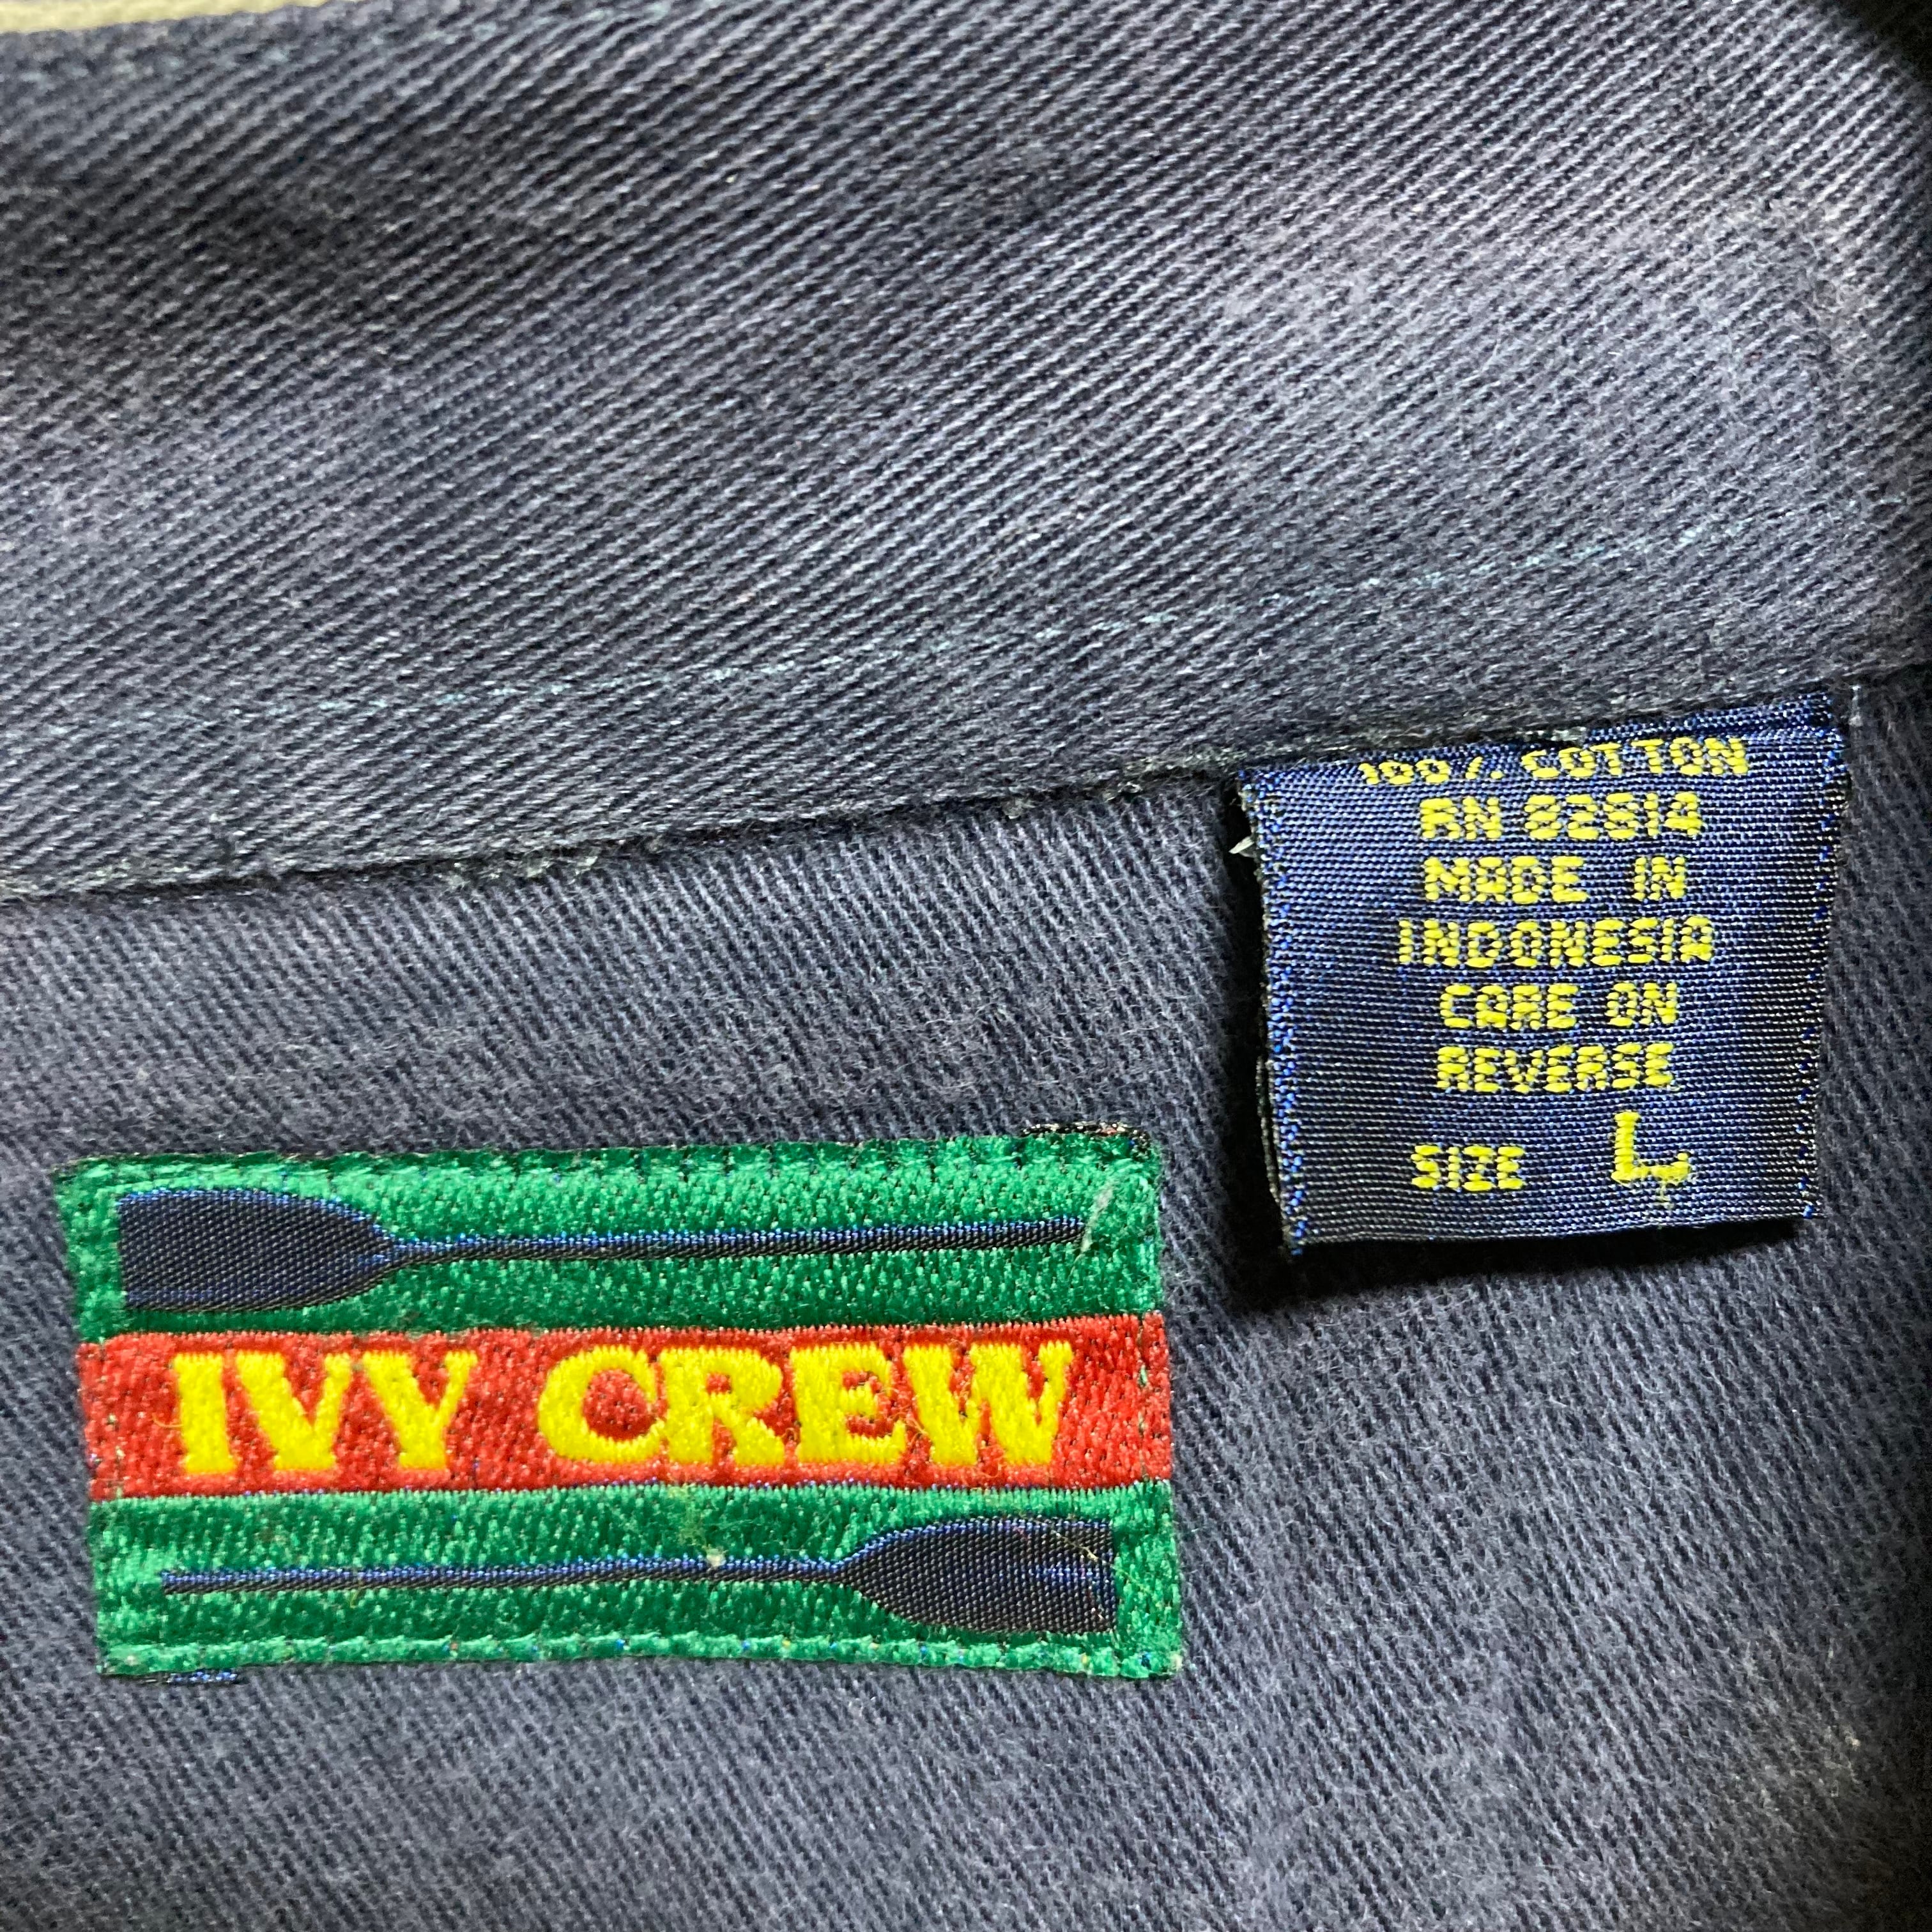 100% COTTON
RN 82814
MADE IN
INDONESIA
CARE ON
REVERSE
SIZE L
IVY CREW